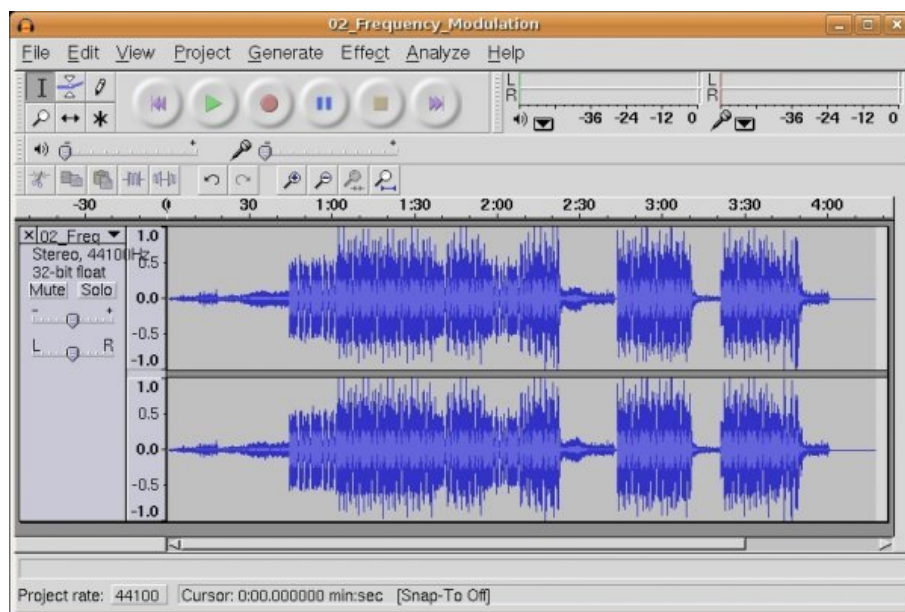 02_Frequency_Modulation
File Edit View Project Generate Effect Analyze Help
L
R
-36 -24 -12 0
L
R
-36 -24 -12 0
- +
- +
-30 0 30 1:00 1:30 2:00 2:30 3:00 3:30 4:00
X 02_Freq
Stereo, 44100Hz
32-bit float
Mute Solo
- +
L R
1.0
0.5
0.0
-0.5
-1.0
1.0
0.5
0.0
-0.5
-1.0
Project rate: 44100 Cursor: 0:00.000000 min:sec [Snap-To Off]